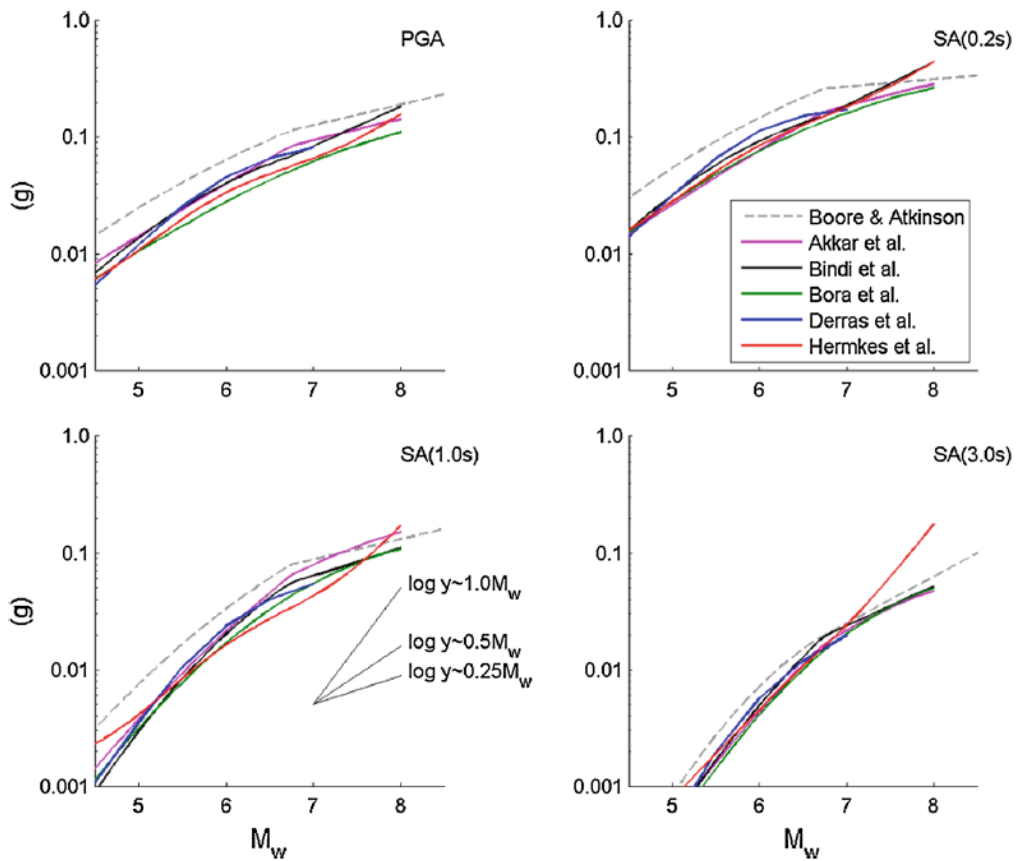 1.0
PGA
0.1
(g)
0.01
0.001
5 6 7 8
1.0
SA(0.2s)
0.1
0.01
0.001
5 6 7 8
Boore & Atkinson
Akkar et al.
Bindi et al.
Bora et al.
Derras et al.
Hermkes et al.
1.0
SA(1.0s)
0.1
(g)
0.01
0.001
log y~1.0Mw
log y~0.5Mw
log y~0.25Mw
5 6 7 8
Mw
1.0
SA(3.0s)
0.1
0.01
0.001
5 6 7 8
Mw